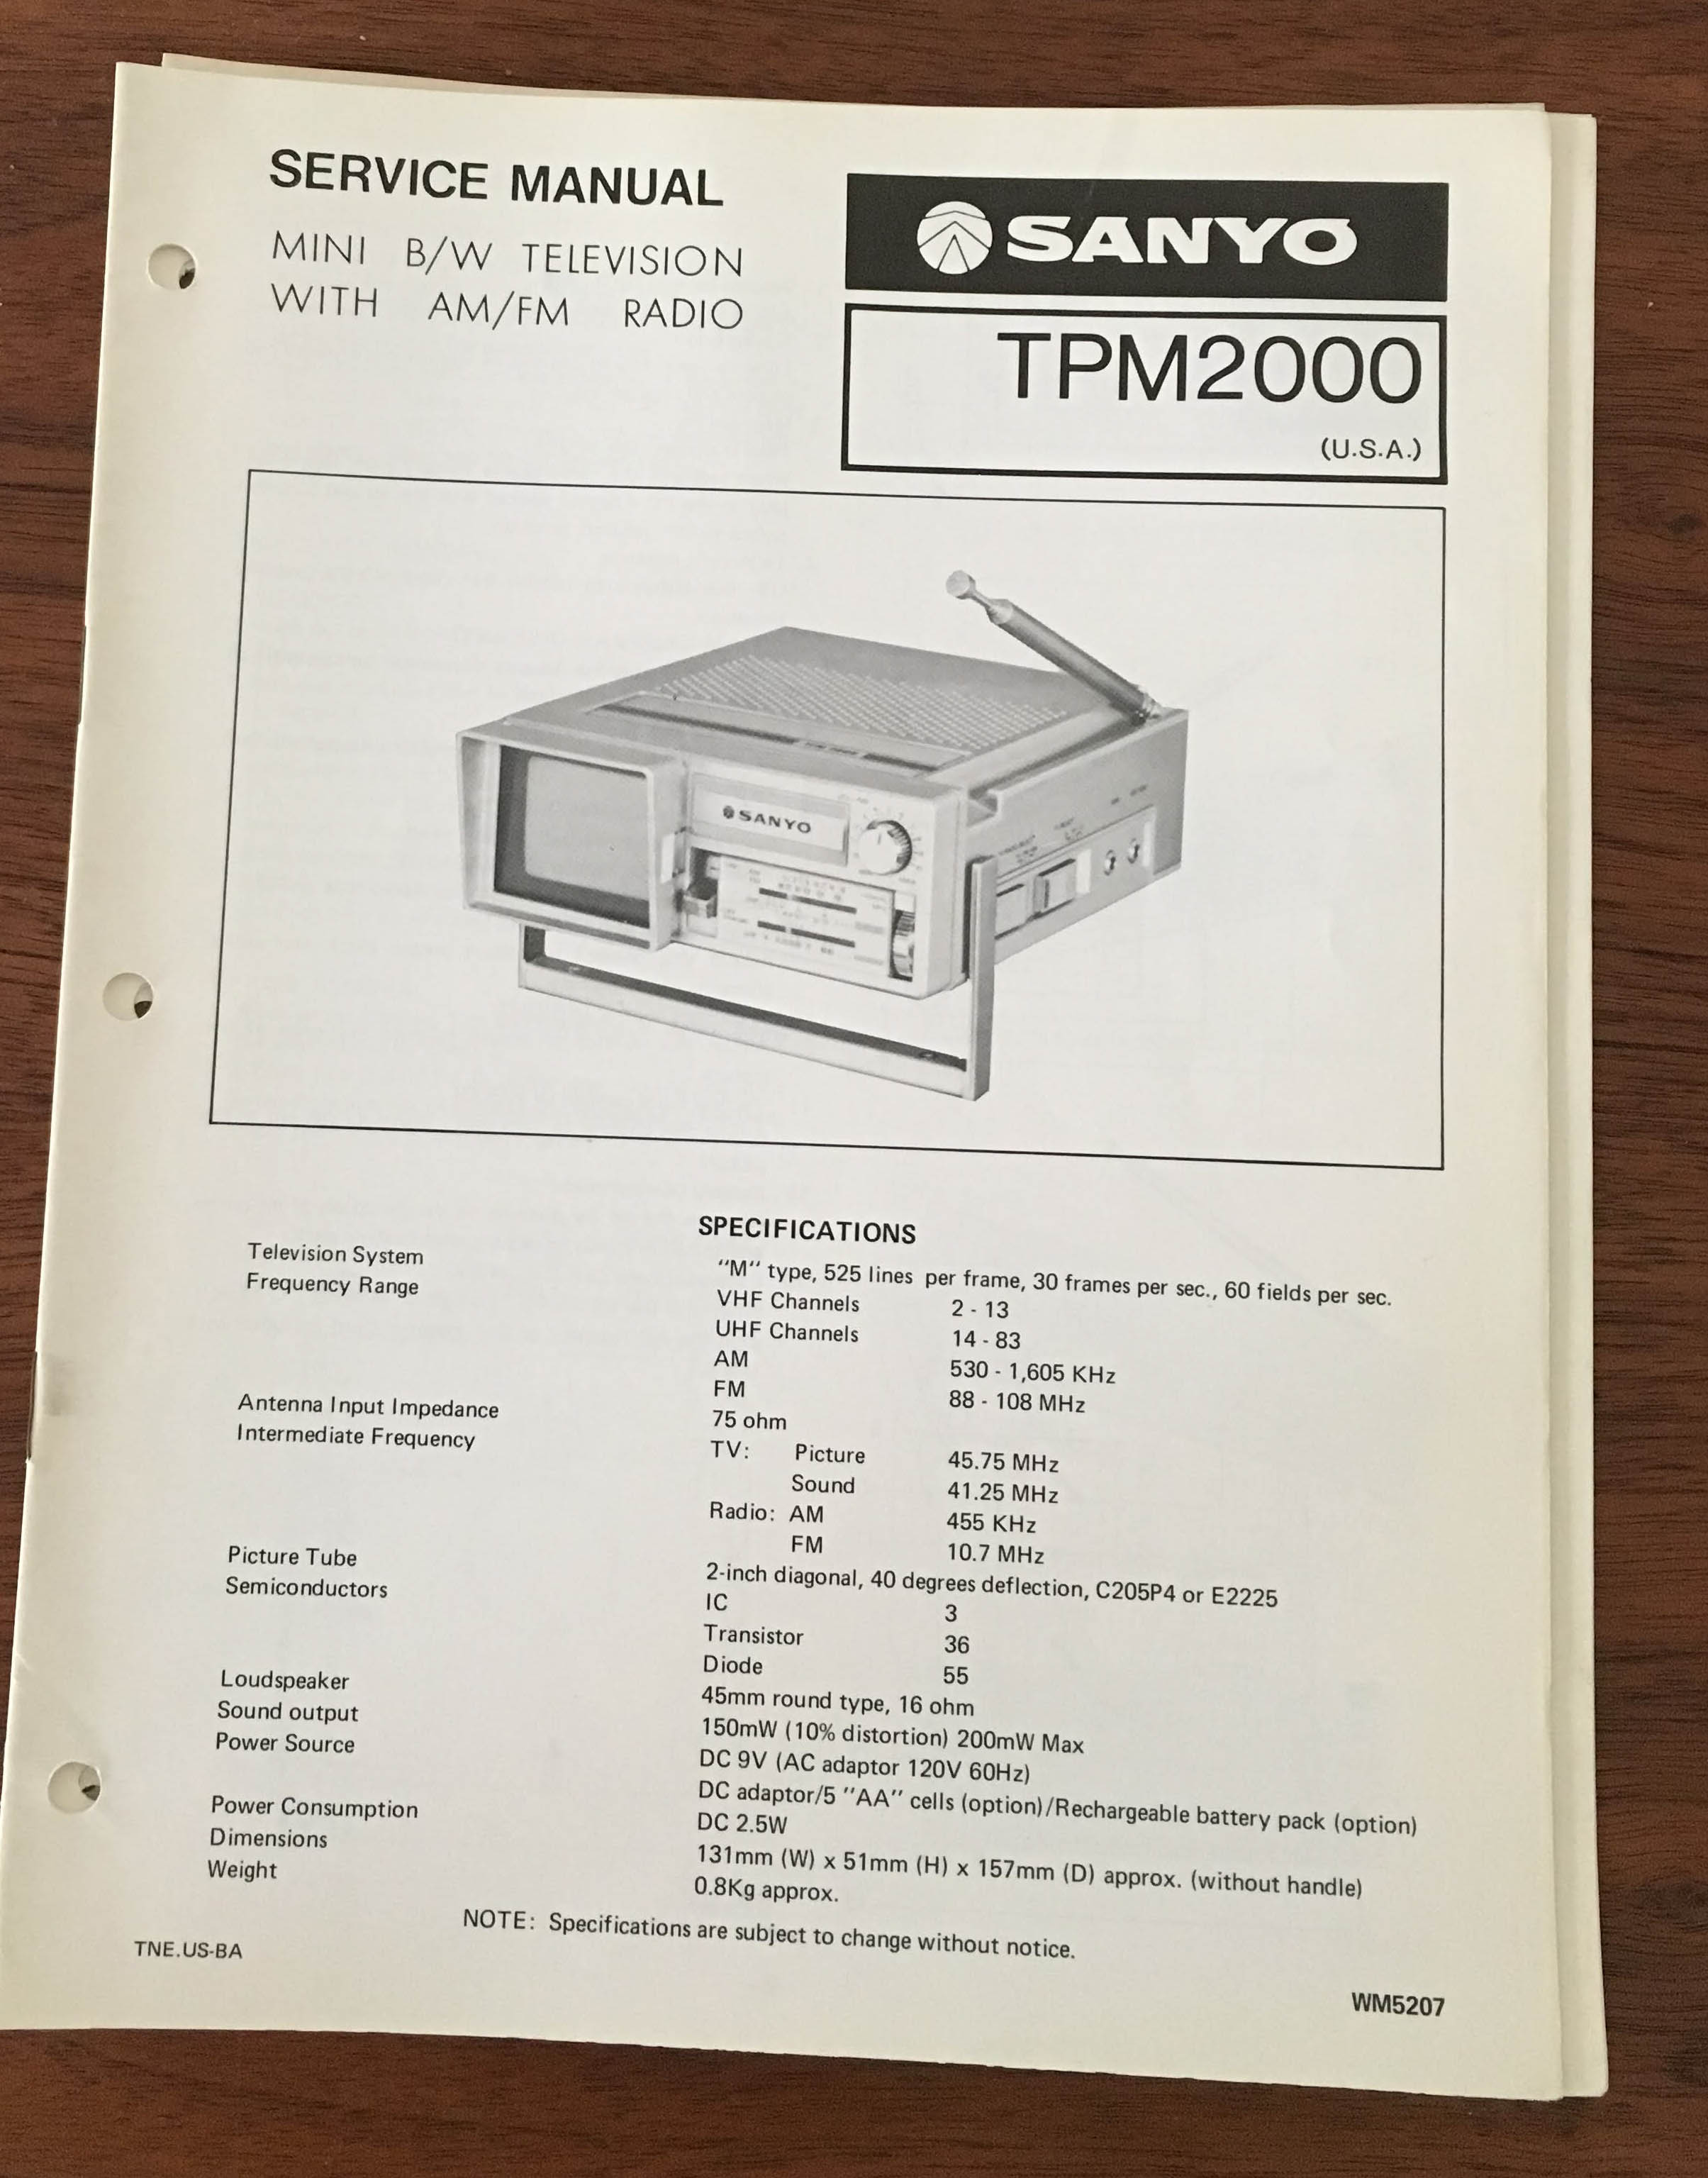 SERVICE MANUAL
MINI B/W TELEVISION
WITH AM/FM RADIO
SANYO
TPM2000
(U.S.A.)
SANYO
SPECIFICATIONS
Television System "M" type, 525 lines per frame, 30 frames per sec., 60 fields per sec.
Frequency Range VHF Channels 2 - 13
UHF Channels 14 - 83
AM 530 - 1,605 KHz
FM 88 - 108 MHz
Antenna Input Impedance 75 ohm
Intermediate Frequency TV: Picture 45.75 MHz
Sound 41.25 MHz
Radio: AM 455 KHz
FM 10.7 MHz
Picture Tube 2-inch diagonal, 40 degrees deflection, C205P4 or E2225
Semiconductors IC 3
Transistor 36
Diode 55
Loudspeaker 45mm round type, 16 ohm
Sound output 150mW (10% distortion) 200mW Max
Power Source DC 9V (AC adaptor 120V 60Hz)
DC adaptor/5 "AA" cells (option)/Rechargeable battery pack (option)
Power Consumption DC 2.5W
Dimensions 131mm (W) x 51mm (H) x 157mm (D) approx. (without handle)
Weight 0.8Kg approx.
NOTE: Specifications are subject to change without notice.
TNE.US-BA
WM5207